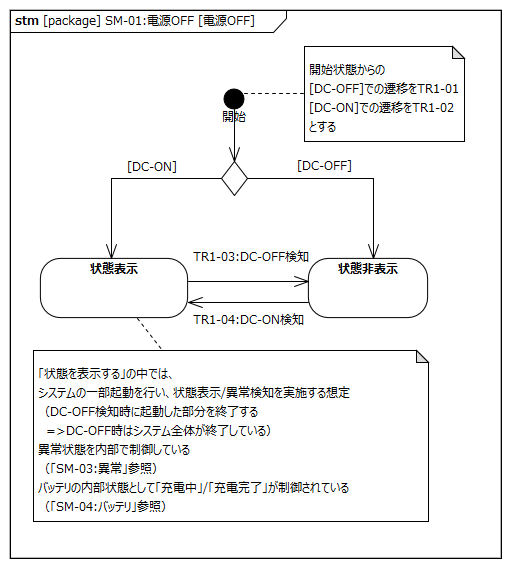 stm [package] SM-01:電源OFF [電源OFF]
開始状態からの
[DC-OFF]での遷移をTR1-01
[DC-ON]での遷移をTR1-02
とする
開始
[DC-ON]
[DC-OFF]
TR1-03:DC-OFF検知
状態表示
状態非表示
TR1-04:DC-ON検知
「状態を表示する」の中では、
システムの一部起動を行い、状態表示/異常検知を実施する想定
（DC-OFF検知時に起動した部分を終了する
=>DC-OFF時はシステム全体が終了している）
異常状態を内部で制御している
（「SM-03:異常」参照）
バッテリの内部状態として「充電中」/「充電完了」が制御されている
（「SM-04:バッテリ」参照）